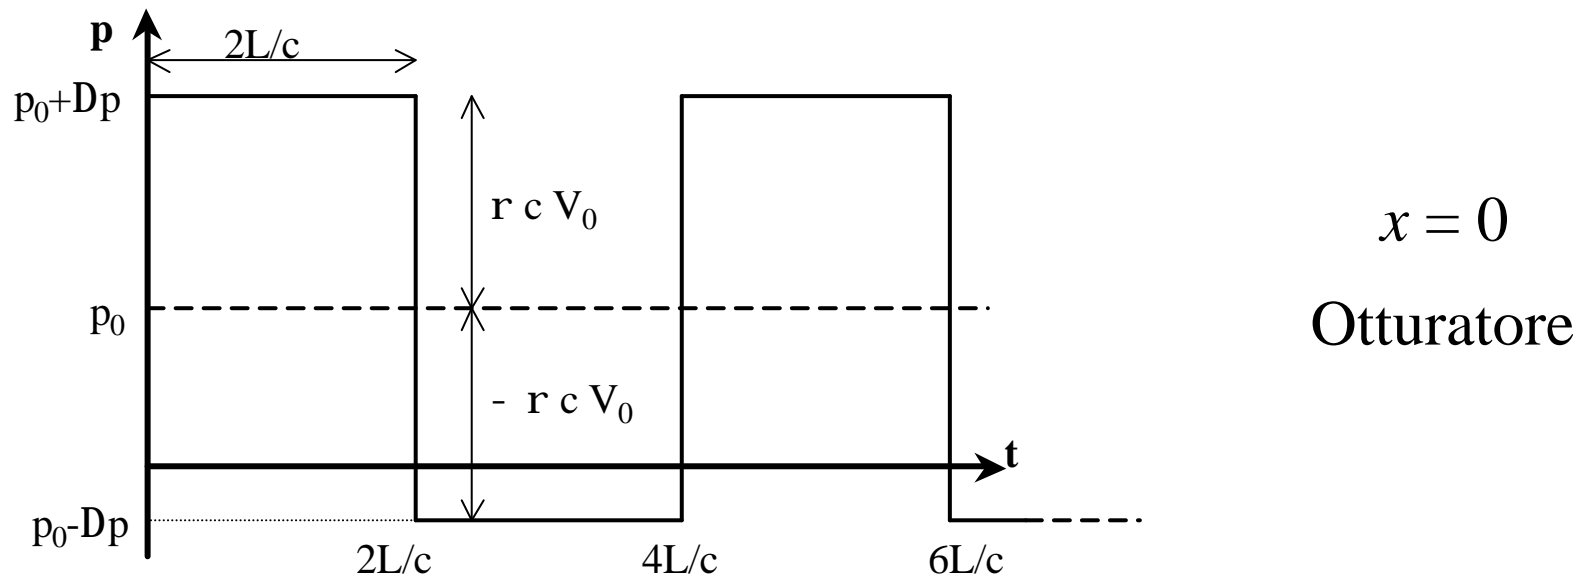 p
2L/c
p₀+Dp
r c V₀
x = 0
p₀
Otturatore
- r c V₀
t
p₀-Dp
2L/c
4L/c
6L/c